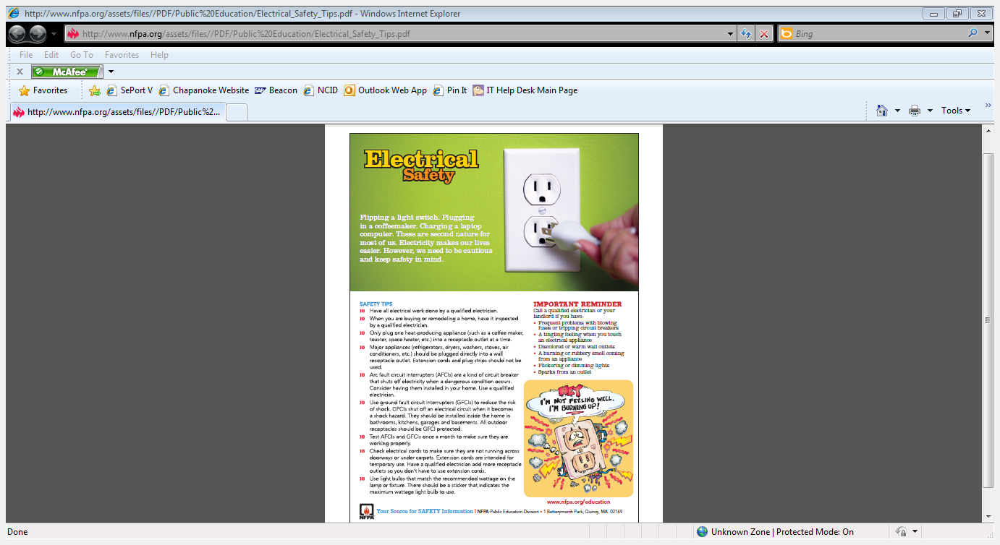 http://www.nfpa.org/assets/files//PDF/Public%20Education/Electrical_Safety_Tips.pdf - Windows Internet Explorer
http://www.nfpa.org/assets/files//PDF/Public%20Education/Electrical_Safety_Tips.pdf
Bing
File Edit Go To Favorites Help
x McAfee
Favorites SePort V Chapanoke Website SAP Beacon NCID Outlook Web App Pin It IT Help Desk Main Page
http://www.nfpa.org/assets/files//PDF/Public%2...
Tools
Electrical
Safety
Flipping a light switch. Plugging
in a coffeemaker. Charging a laptop
computer. These are second nature for
most of us. Electricity makes our lives
easier. However, we need to be cautious
and keep safety in mind.
SAFETY TIPS
Have all electrical work done by a qualified electrician.
When you are buying or remodeling a home, have it inspected
by a qualified electrician.
Only plug one heat-producing appliance (such as a coffee maker,
toaster, space heater, etc.) into a receptacle outlet at a time.
Major appliances (refrigerators, dryers, washers, stoves, air
conditioners, etc.) should be plugged directly into a wall
receptacle outlet. Extension cords and plug strips should not be
used.
Arc fault circuit interrupters (AFCIs) are a kind of circuit breaker
that shuts off electricity when a dangerous condition occurs.
Consider having them installed in your home. Use a qualified
electrician.
Use ground fault circuit interrupters (GFCIs) to reduce the risk
of shock. GFCIs shut off an electrical circuit when it becomes
a shock hazard. They should be installed inside the home in
bathrooms, kitchens, garages and basements. All outdoor
receptacles should be GFCI protected.
Test AFCIs and GFCIs once a month to make sure they are
working properly.
Check electrical cords to make sure they are not running across
doorways or under carpets. Extension cords are intended for
temporary use. Have a qualified electrician add more receptacle
outlets so you don't have to use extension cords.
Use light bulbs that match the recommended wattage on the
lamp or fixture. There should be a sticker that indicates the
maximum wattage light bulb to use.
IMPORTANT REMINDER
Call a qualified electrician or your
landlord if you have:
• Frequent problems with blowing
fuses or tripping circuit breakers
• A tingling feeling when you touch
an electrical appliance
• Discolored or warm wall outlets
• A burning or rubbery smell coming
from an appliance
• Flickering or dimming lights
• Sparks from an outlet
HEY
I'M NOT FEELING WELL.
I'M BURNING UP!
www.nfpa.org/education
NFPA
Your Source for SAFETY Information | NFPA Public Education Division • 1 Batterymarch Park, Quincy, MA 02169
Done
Unknown Zone | Protected Mode: On